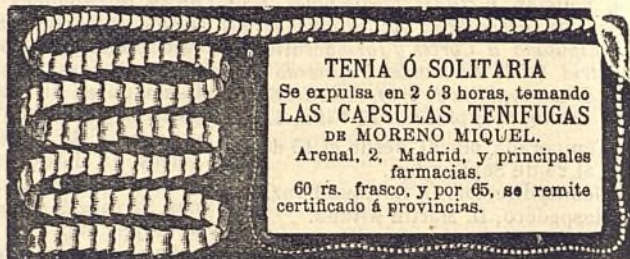 TENIA Ó SOLITARIA
Se expulsa en 2 ó 3 horas, tomando
LAS CAPSULAS TENIFUGAS
DE MORENO MIQUEL.
Arenal, 2, Madrid, y principales
farmacias.
60 rs. frasco, y por 65, se remite
certificado á provincias.